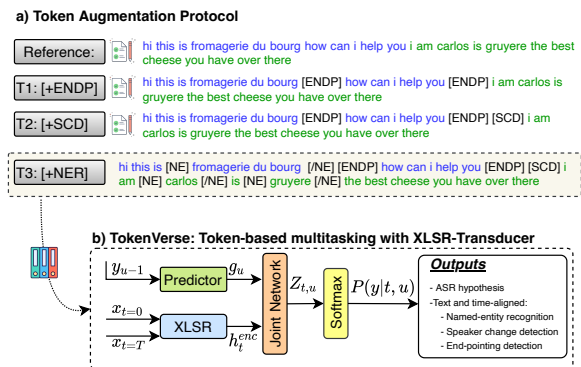 a) Token Augmentation Protocol
Reference:
hi this is fromagerie du bourg how can i help you i am carlos is gruyere the best
cheese you have over there
T1: [+ENDP]
hi this is fromagerie du bourg [ENDP] how can i help you [ENDP] i am carlos is
gruyere the best cheese you have over there
T2: [+SCD]
hi this is fromagerie du bourg [ENDP] how can i help you [ENDP] [SCD] i am
carlos is gruyere the best cheese you have over there
T3: [+NER]
hi this is [NE] fromagerie du bourg [/NE] [ENDP] how can i help you [ENDP] [SCD] i
am [NE] carlos [/NE] is [NE] gruyere [/NE] the best cheese you have over there
b) TokenVerse: Token-based multitasking with XLSR-Transducer
y_{u-1}
Predictor
g_u
x_{t=0}
x_{t=T}
XLSR
h_t^{enc}
Joint Network
Z_{t,u}
Softmax
P(y|t, u)
Outputs
- ASR hypothesis
-Text and time-aligned:
- Named-entity recognition
- Speaker change detection
- End-pointing detection